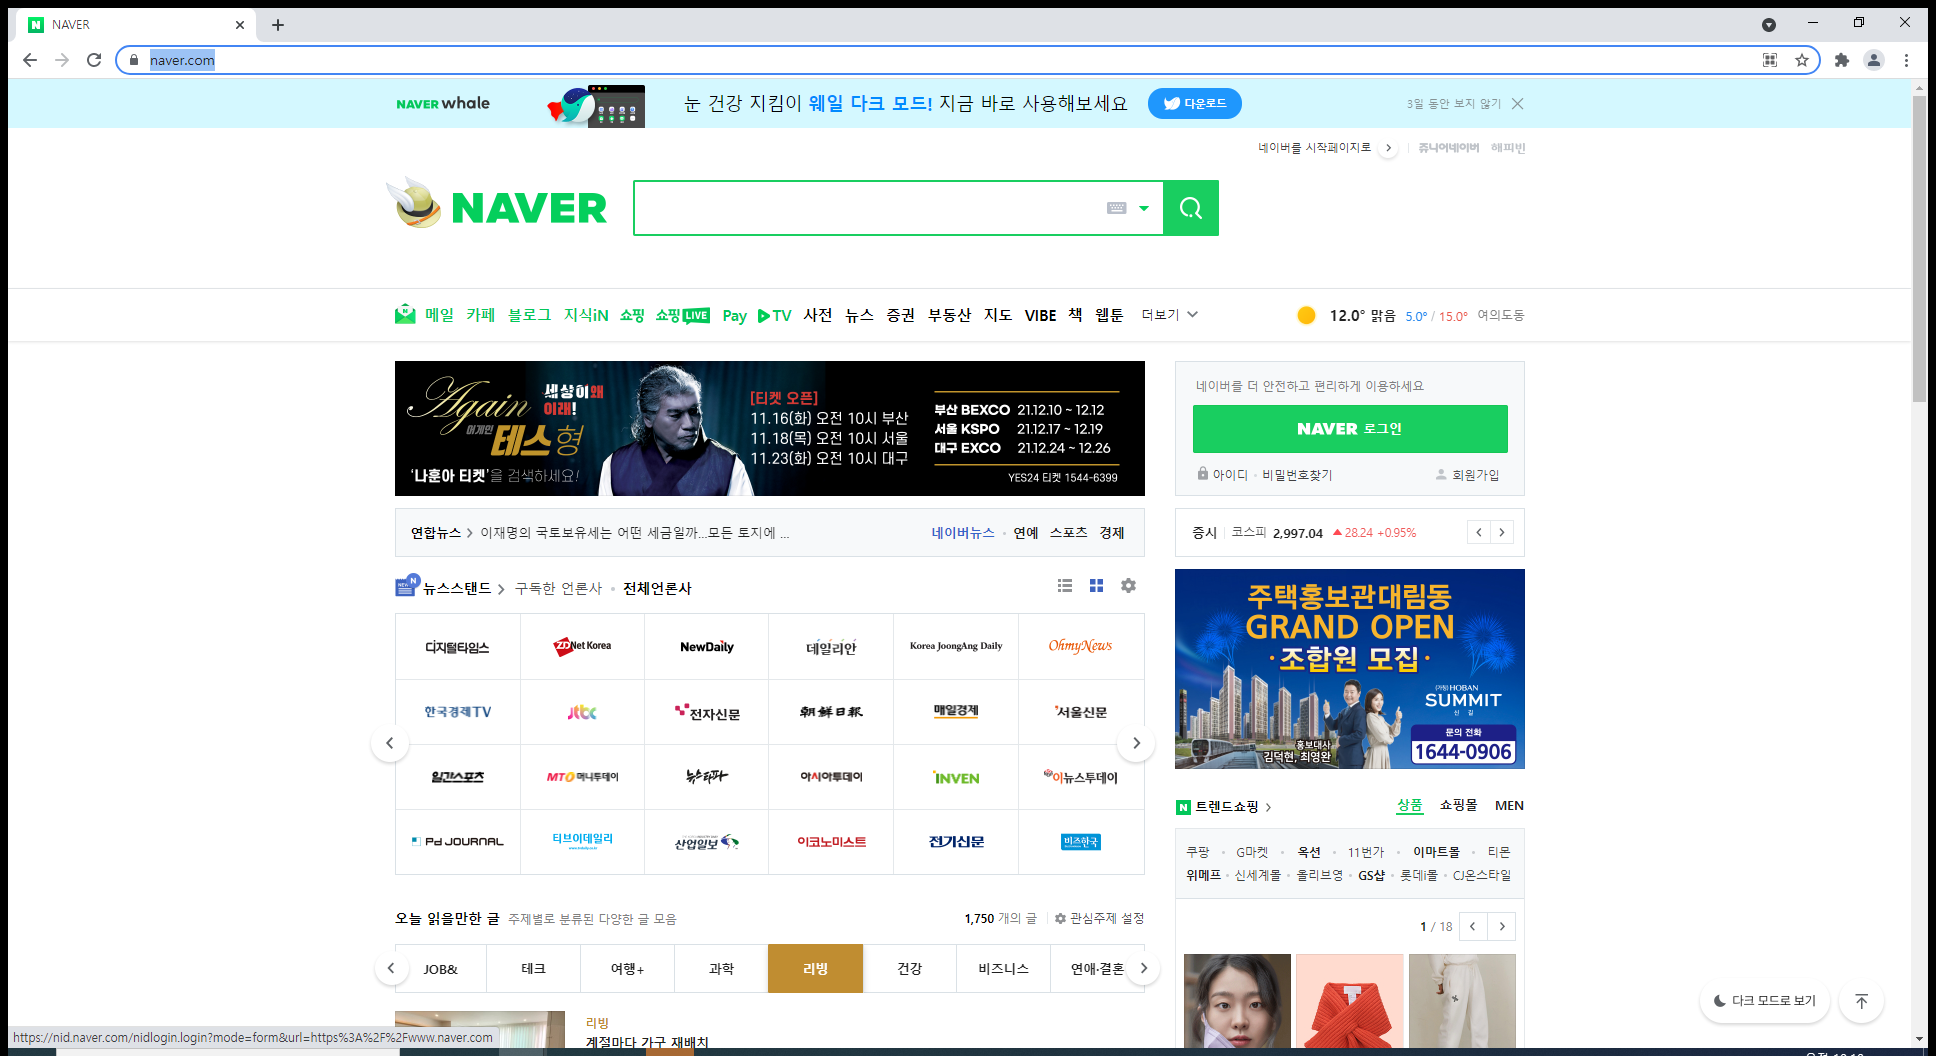 NAVER
naver.com
NAVER whale
눈 건강 지킴이 웨일 다크 모드! 지금 바로 사용해보세요
다운로드
3일 동안 보지 않기
네이버를 시작페이지로
쥬니어네이버 해피빈
NAVER
메일 카페 블로그 지식iN 쇼핑 쇼핑LIVE Pay TV 사전 뉴스 증권 부동산 지도 VIBE 책 웹툰 더보기
12.0° 맑음 5.0° / 15.0° 여의도동
Again 세상이 왜 이래!
어게인 테스형
'나훈아 티켓'을 검색하세요!
[티켓 오픈]
11.16(화) 오전 10시 부산
11.18(목) 오전 10시 서울
11.23(화) 오전 10시 대구
부산 BEXCO 21.12.10 ~ 12.12
서울 KSPO 21.12.17 ~ 12.19
대구 EXCO 21.12.24 ~ 12.26
YES24 티켓 1544-6399
네이버를 더 안전하고 편리하게 이용하세요
NAVER 로그인
아이디 · 비밀번호찾기
회원가입
연합뉴스 > 이재명의 국토보유세는 어떤 세금일까...모든 토지에 ...
네이버뉴스 · 연예 스포츠 경제
증시 코스피 2,997.04 ▲28.24 +0.95%
뉴스스탠드 > 구독한 언론사 · 전체언론사
디지털타임스 ZDNet Korea NewDaily 데일리안 Korea JoongAng Daily OhmyNews
한국경제TV jtbc 전자신문 朝鮮日報 매일경제 서울신문
일간스포츠 MTN머니투데이 뉴스타파 아시아투데이 INVEN 이뉴스투데이
Pd JOURNAL 티브이데일리 산업일보 이코노미스트 전기신문 비즈한국
주택홍보관 대림동
GRAND OPEN
·조합원 모집·
(가칭) HOBAN
SUMMIT
신 길
홍보대사
김덕현, 최영완
문의 전화
1644-0906
트렌드쇼핑 >
상품 쇼핑몰 MEN
쿠팡 · G마켓 · 옥션 · 11번가 · 이마트몰 · 티몬
위메프 · 신세계몰 · 올리브영 · GS샵 · 롯데i몰 · CJ온스타일
1 / 18
오늘 읽을만한 글 주제별로 분류된 다양한 글 모음
1,750 개의 글
관심주제 설정
JOB& 테크 여행+ 과학 리빙 건강 비즈니스 연애·결혼
리빙
계절마다 가구 재배치
다크 모드로 보기
https://nid.naver.com/nidlogin.login?mode=form&url=https%3A%2F%2Fwww.naver.com